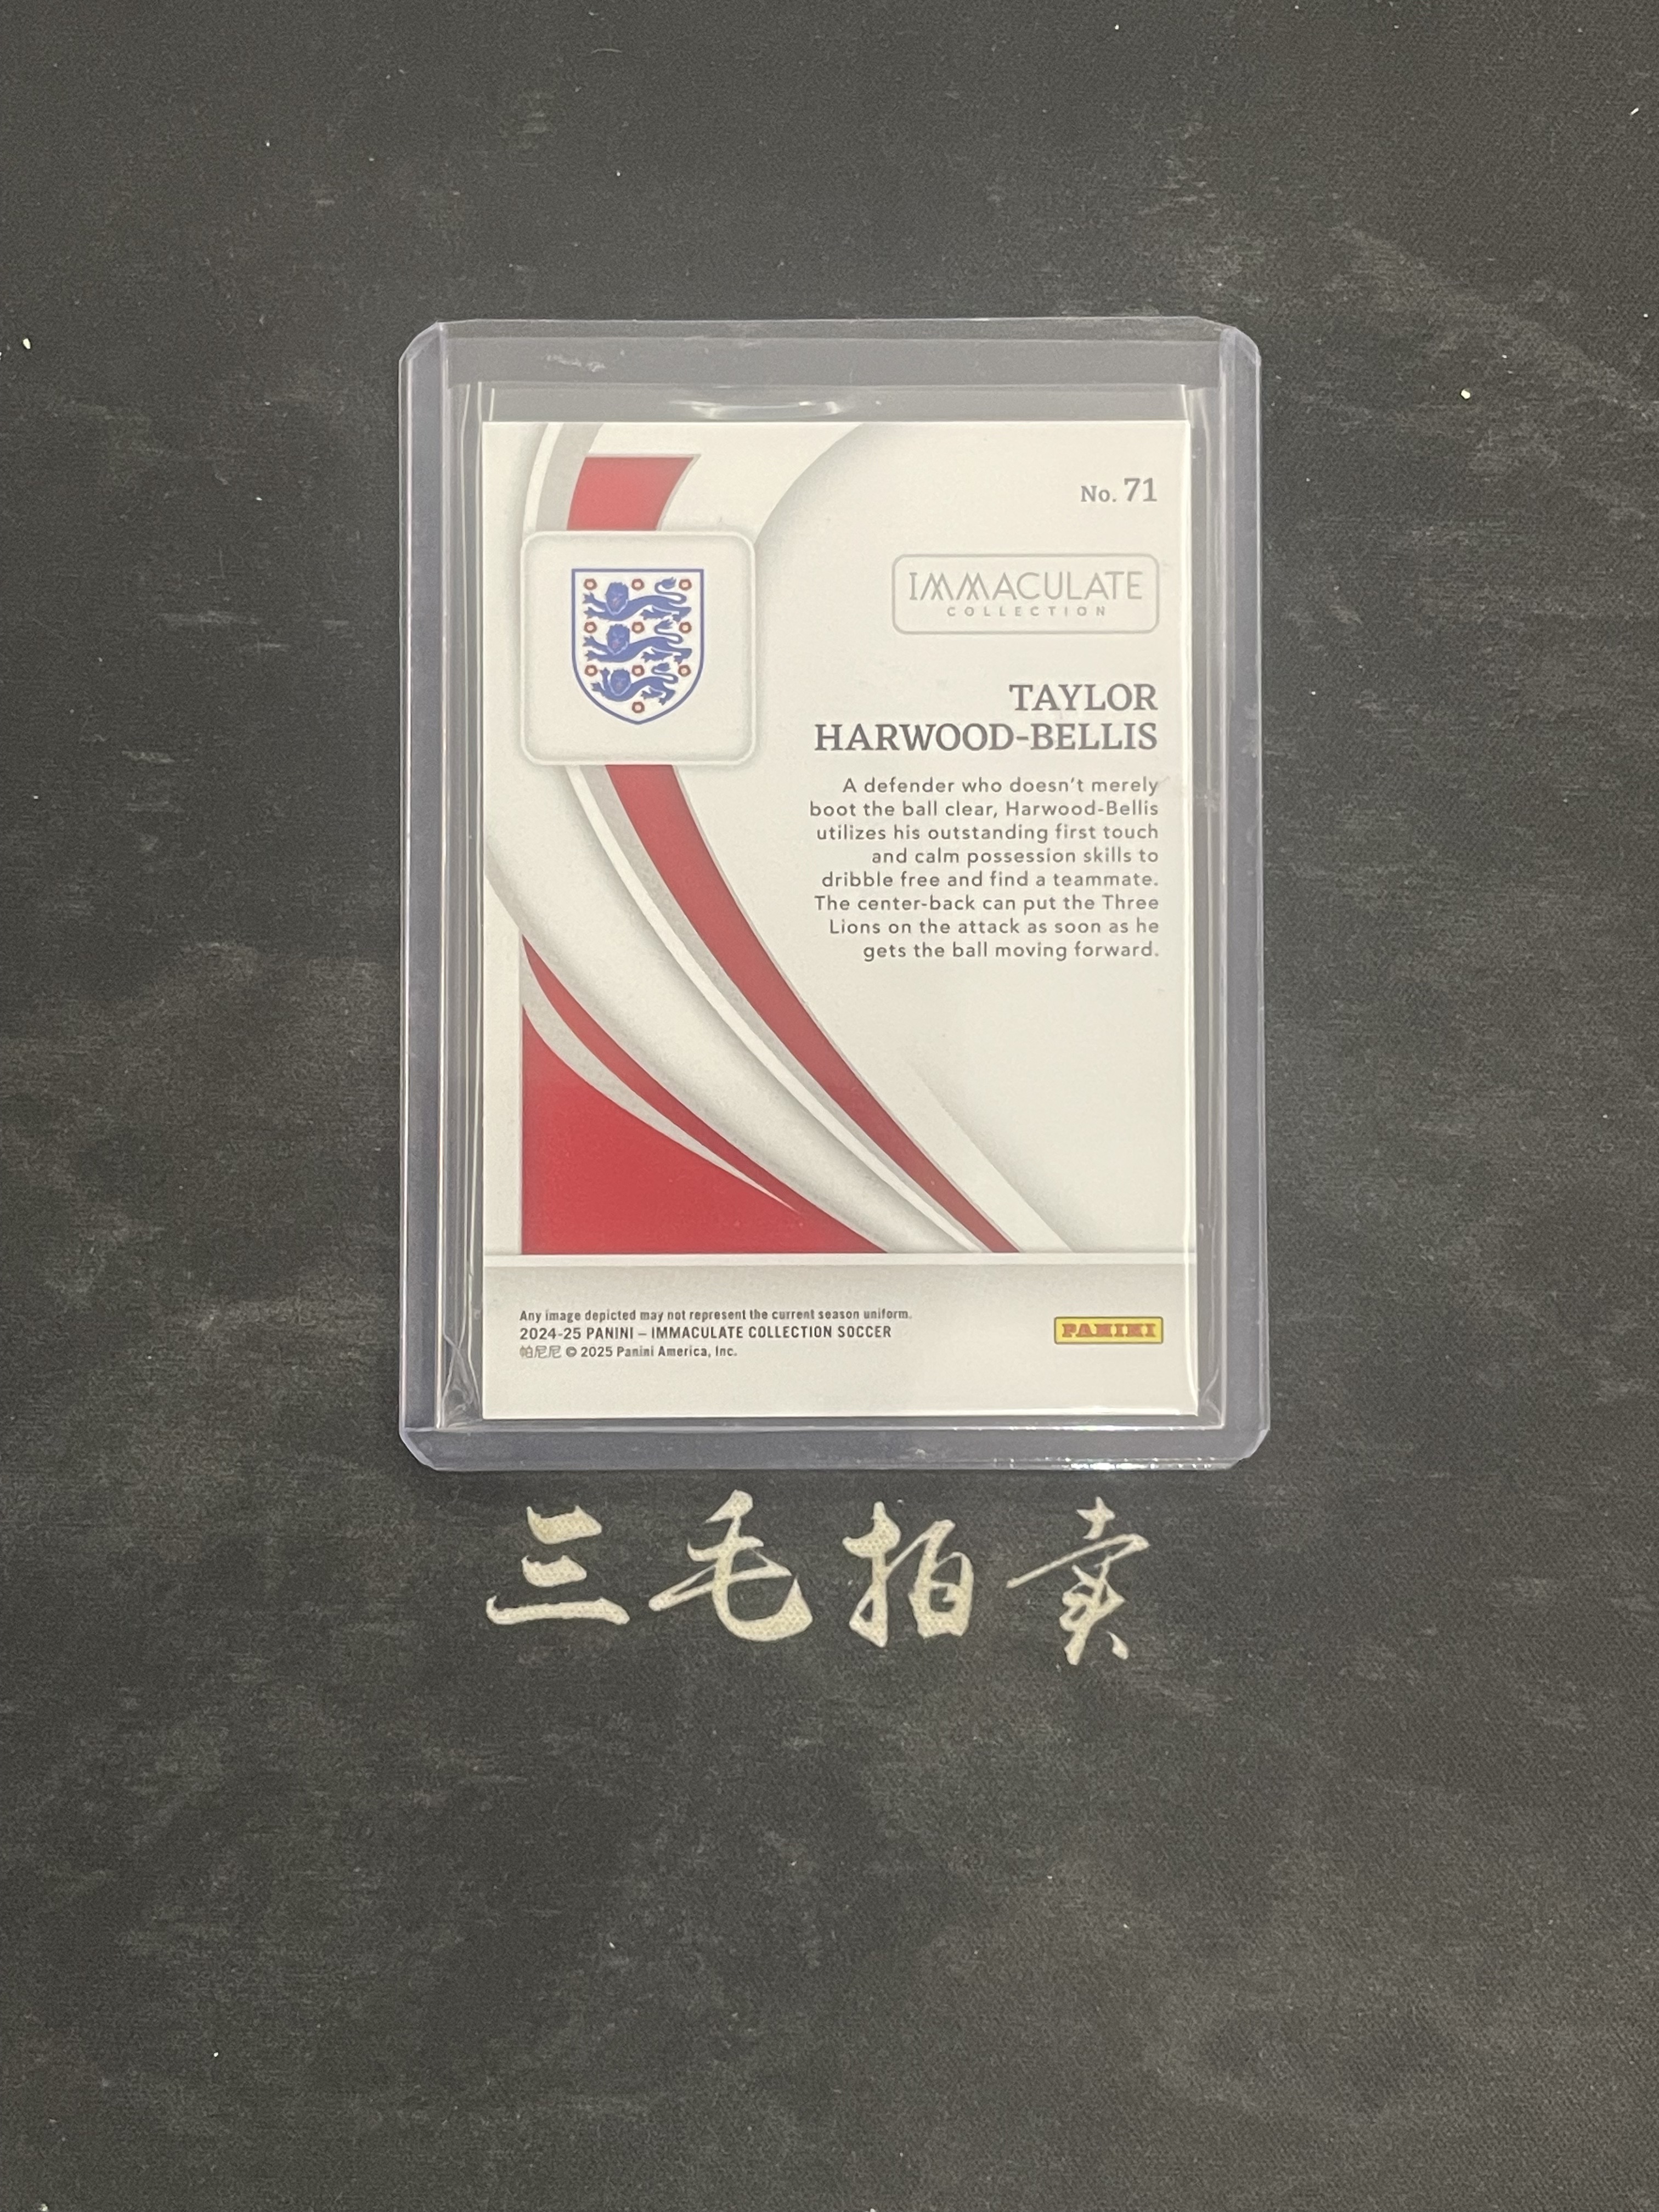 No. 71
IMMACULATE
COLLECTION
TAYLOR
HARWOOD-BELLIS
A defender who doesn't merely
boot the ball clear, Harwood-Bellis
utilizes his outstanding first touch
and calm possession skills to
dribble free and find a teammate.
The center-back can put the Three
Lions on the attack as soon as he
gets the ball moving forward.
Any image depicted may not represent the current season uniform.
2024-25 PANINI – IMMACULATE COLLECTION SOCCER
帕尼尼 © 2025 Panini America, Inc.
PANINI
三毛拍卖